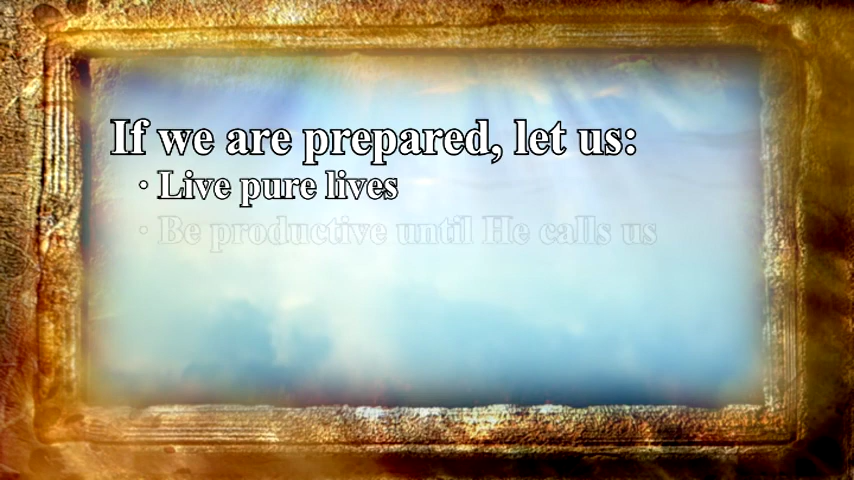 If we are prepared, let us:
· Live pure lives
· Be productive until He calls us